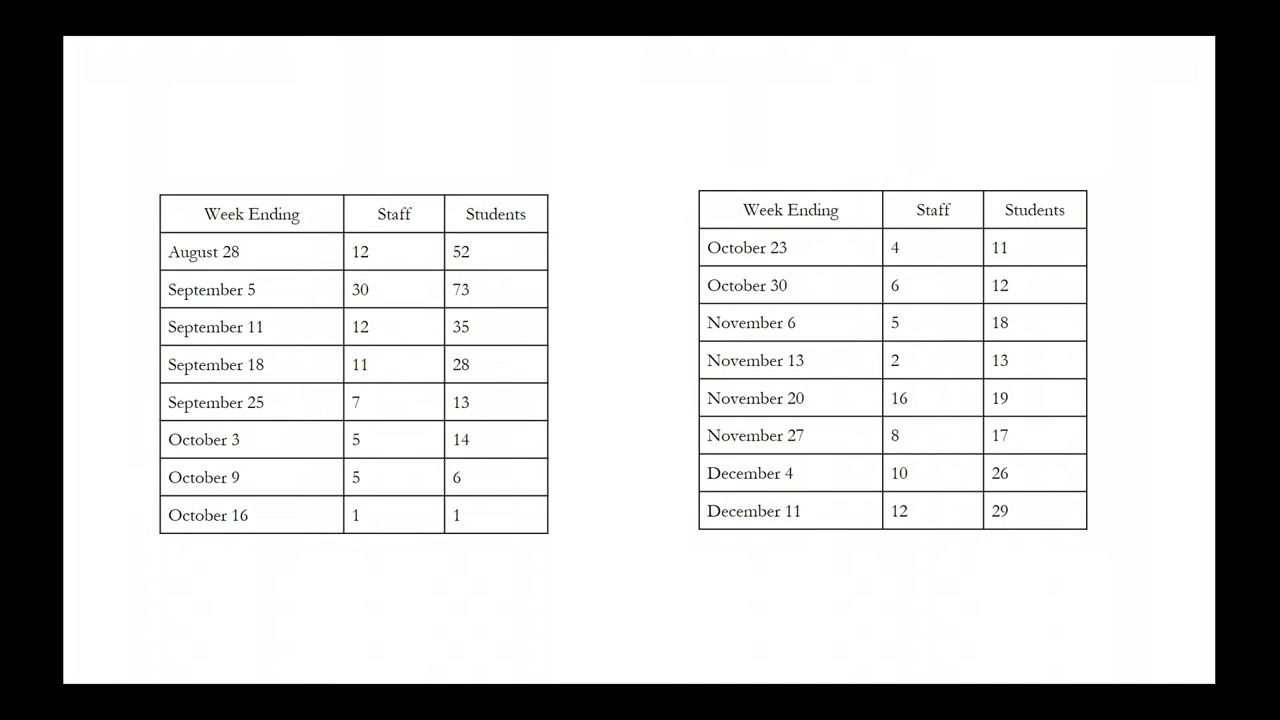 Week Ending Staff Students
August 28 12 52
September 5 30 73
September 11 12 35
September 18 11 28
September 25 7 13
October 3 5 14
October 9 5 6
October 16 1 1
Week Ending Staff Students
October 23 4 11
October 30 6 12
November 6 5 18
November 13 2 13
November 20 16 19
November 27 8 17
December 4 10 26
December 11 12 29